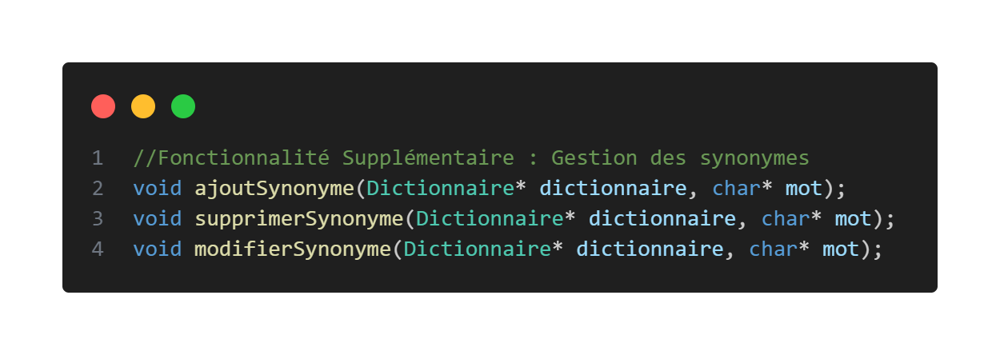 1 //Fonctionnalité Supplémentaire : Gestion des synonymes
2 void ajoutSynonyme(Dictionnaire* dictionnaire, char* mot);
3 void supprimerSynonyme(Dictionnaire* dictionnaire, char* mot);
4 void modifierSynonyme(Dictionnaire* dictionnaire, char* mot);